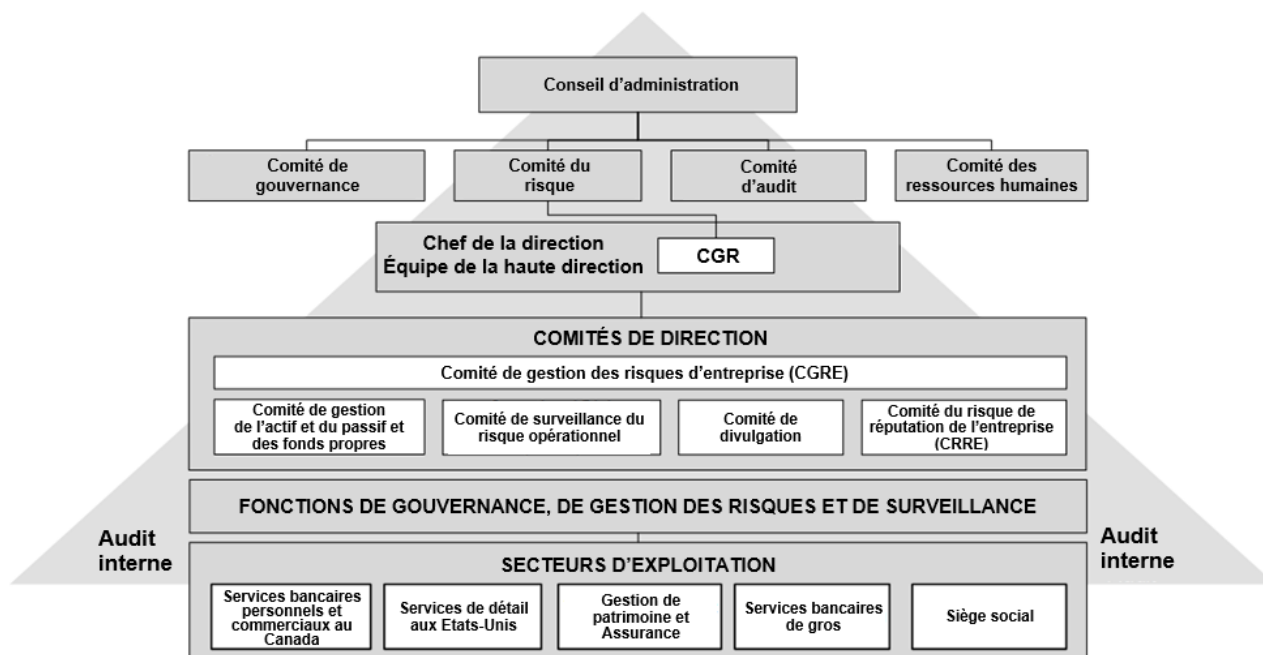 Conseil d'administration
Comité de
gouvernance
Comité du
risque
Comité
d'audit
Comité des
ressources humaines
Chef de la direction
Équipe de la haute direction
CGR
COMITÉS DE DIRECTION
Comité de gestion des risques d'entreprise (CGRE)
Comité de gestion
de l'actif et du passif et
des fonds propres
Comité de surveillance du
risque opérationnel
Comité de
divulgation
Comité du risque de
réputation de l'entreprise
(CRRE)
FONCTIONS DE GOUVERNANCE, DE GESTION DES RISQUES ET DE SURVEILLANCE
Audit
interne
Audit
interne
SECTEURS D'EXPLOITATION
Services bancaires
personnels et
commerciaux au
Canada
Services de détail
aux Etats-Unis
Gestion de
patrimoine et
Assurance
Services bancaires
de gros
Siège social